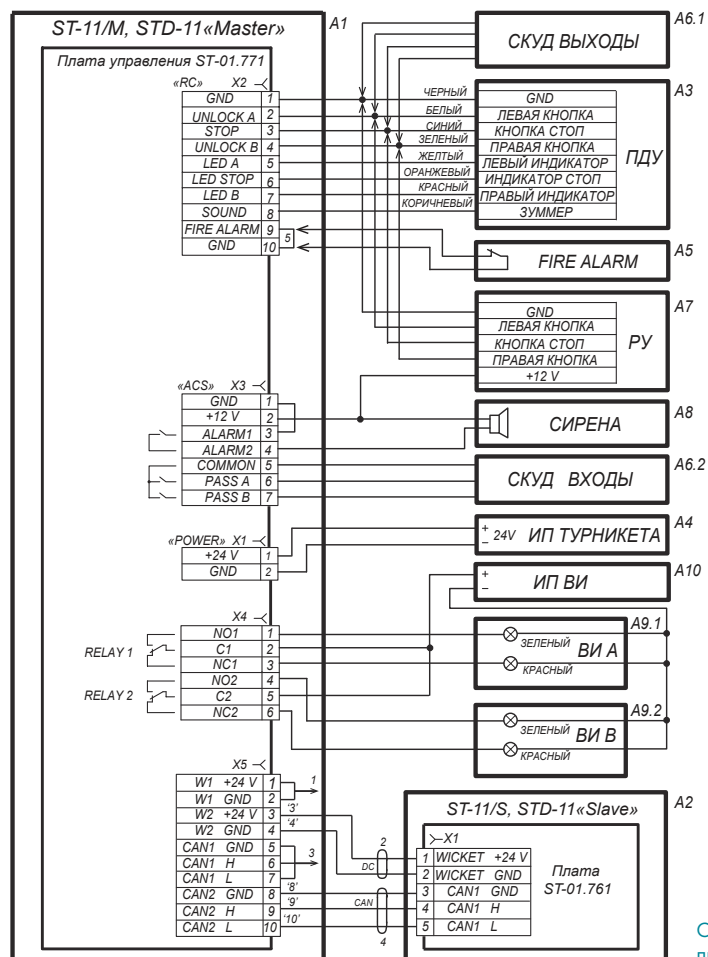 ST-11/M, STD-11«Master»
A1
Плата управления ST-01.771
«RC» X2
GND 1
UNLOCK A 2
STOP 3
UNLOCK B 4
LED A 5
LED STOP 6
LED B 7
SOUND 8
FIRE ALARM 9
GND 10
5
ЧЕРНЫЙ
БЕЛЫЙ
СИНИЙ
ЗЕЛЕНЫЙ
ЖЕЛТЫЙ
ОРАНЖЕВЫЙ
КРАСНЫЙ
КОРИЧНЕВЫЙ
СКУД ВЫХОДЫ
A6.1
GND
ЛЕВАЯ КНОПКА
КНОПКА СТОП
ПРАВАЯ КНОПКА
ЛЕВЫЙ ИНДИКАТОР
ИНДИКАТОР СТОП
ПРАВЫЙ ИНДИКАТОР
ЗУММЕР
ПДУ
A3
FIRE ALARM
A5
GND
ЛЕВАЯ КНОПКА
КНОПКА СТОП
ПРАВАЯ КНОПКА
+12 V
РУ
A7
«ACS» X3
GND 1
+12 V 2
ALARM1 3
ALARM2 4
COMMON 5
PASS A 6
PASS B 7
СИРЕНА
A8
СКУД ВХОДЫ
A6.2
«POWER» X1
+24 V 1
GND 2
+
– 24V ИП ТУРНИКЕТА
A4
+
–
ИП ВИ
A10
X4
NO1 1
C1 2
NC1 3
NO2 4
C2 5
NC2 6
RELAY 1
RELAY 2
ЗЕЛЕНЫЙ
КРАСНЫЙ
ВИ А
A9.1
ЗЕЛЕНЫЙ
КРАСНЫЙ
ВИ В
A9.2
X5
W1 +24 V 1
W1 GND 2
W2 +24 V 3
W2 GND 4
CAN1 GND 5
CAN1 H 6
CAN1 L 7
CAN2 GND 8
CAN2 H 9
CAN2 L 10
1
'3'
'4'
3
'8'
'9'
'10'
2
DC
CAN
4
ST-11/S, STD-11«Slave»
A2
X1
1 WICKET +24 V
2 WICKET GND
3 CAN1 GND
4 CAN1 H
5 CAN1 L
Плата
ST-01.761